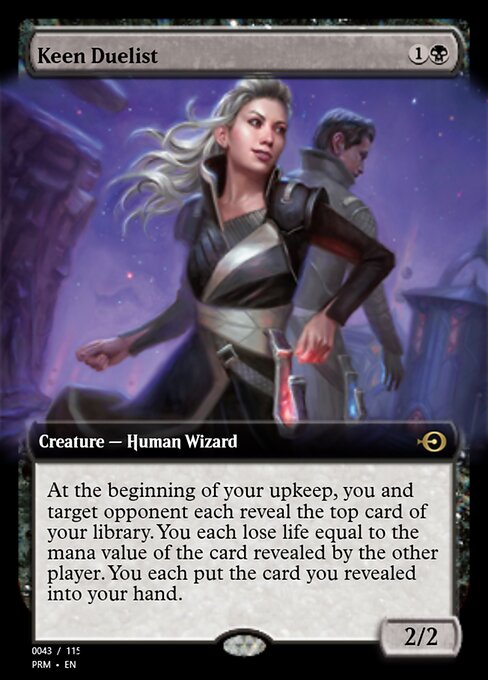 Keen Duelist 1
Creature — Human Wizard
At the beginning of your upkeep, you and
target opponent each reveal the top card of
your library. You each lose life equal to the
mana value of the card revealed by the other
player. You each put the card you revealed
into your hand.
2/2
0043 / 115
PRM • EN